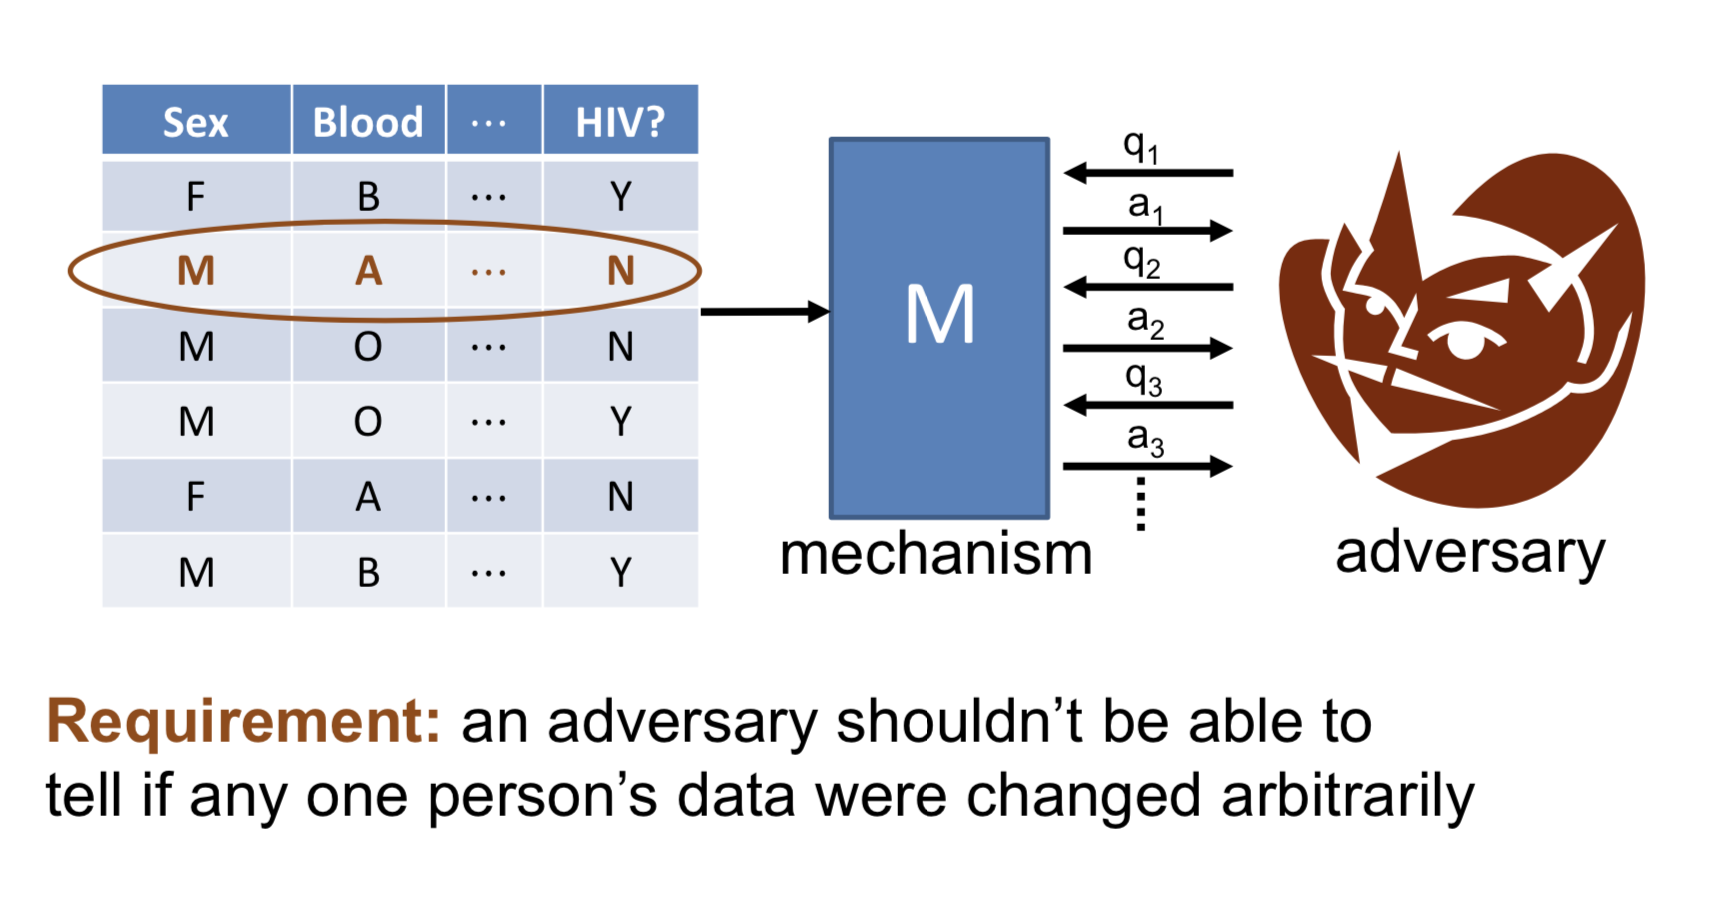 Sex Blood ... HIV?
F B ... Y
M A ... N
M O ... N
M O ... Y
F A ... N
M B ... Y
M
mechanism
q1
a1
q2
a2
q3
a3
adversary
Requirement: an adversary shouldn’t be able to
tell if any one person’s data were changed arbitrarily